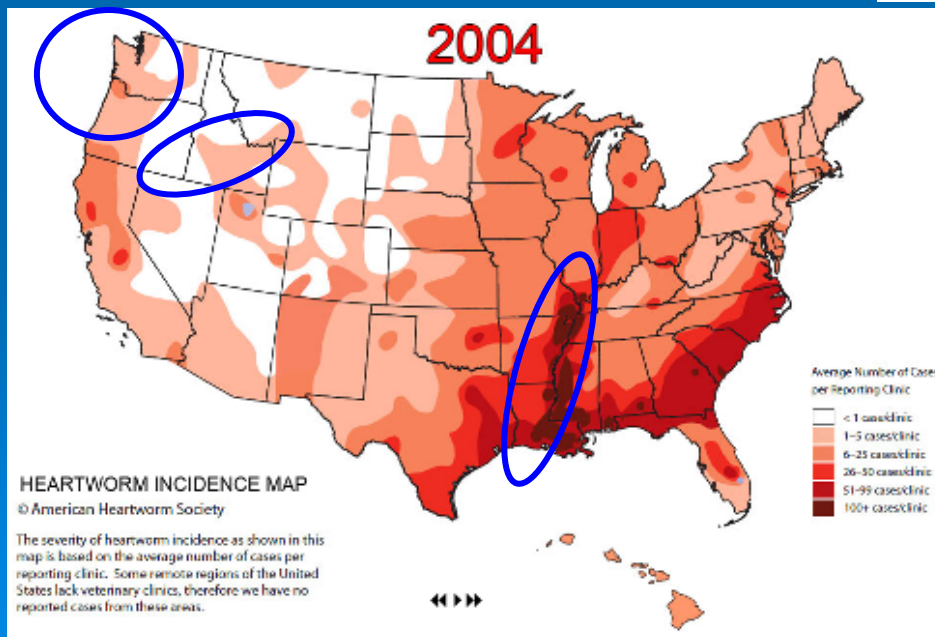 2004
HEARTWORM INCIDENCE MAP
© American Heartworm Society
The severity of heartworm incidence as shown in this
map is based on the average number of cases per
reporting clinic. Some remote regions of the United
States lack veterinary clinics, therefore we have no
reported cases from these areas.
Average Number of Cases
per Reporting Clinic
< 1 case/clinic
1–5 cases/clinic
6–25 cases/clinic
26–50 cases/clinic
51-99 cases/clinic
100+ cases/clinic